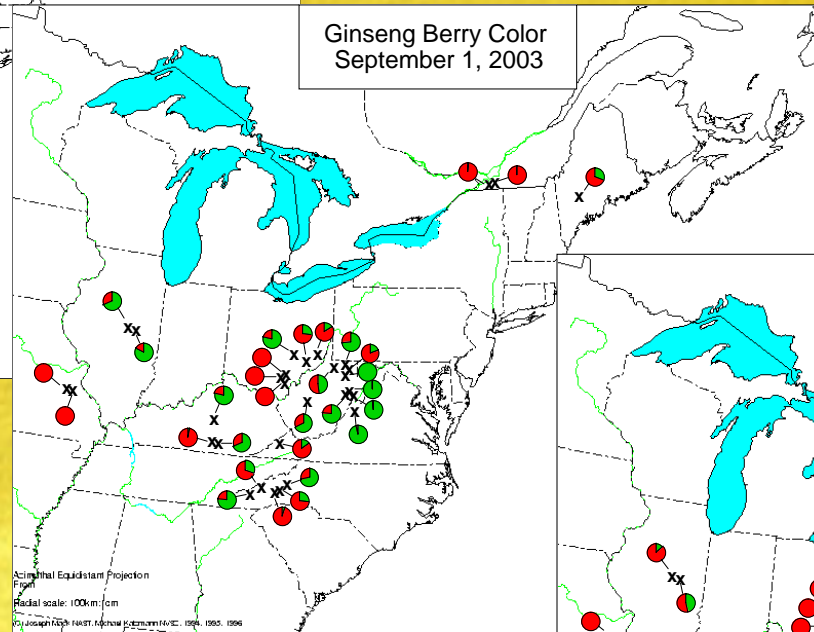 Ginseng Berry Color
September 1, 2003
Azimuthal Equidistant Projection
From
Radial scale: 100km: cm